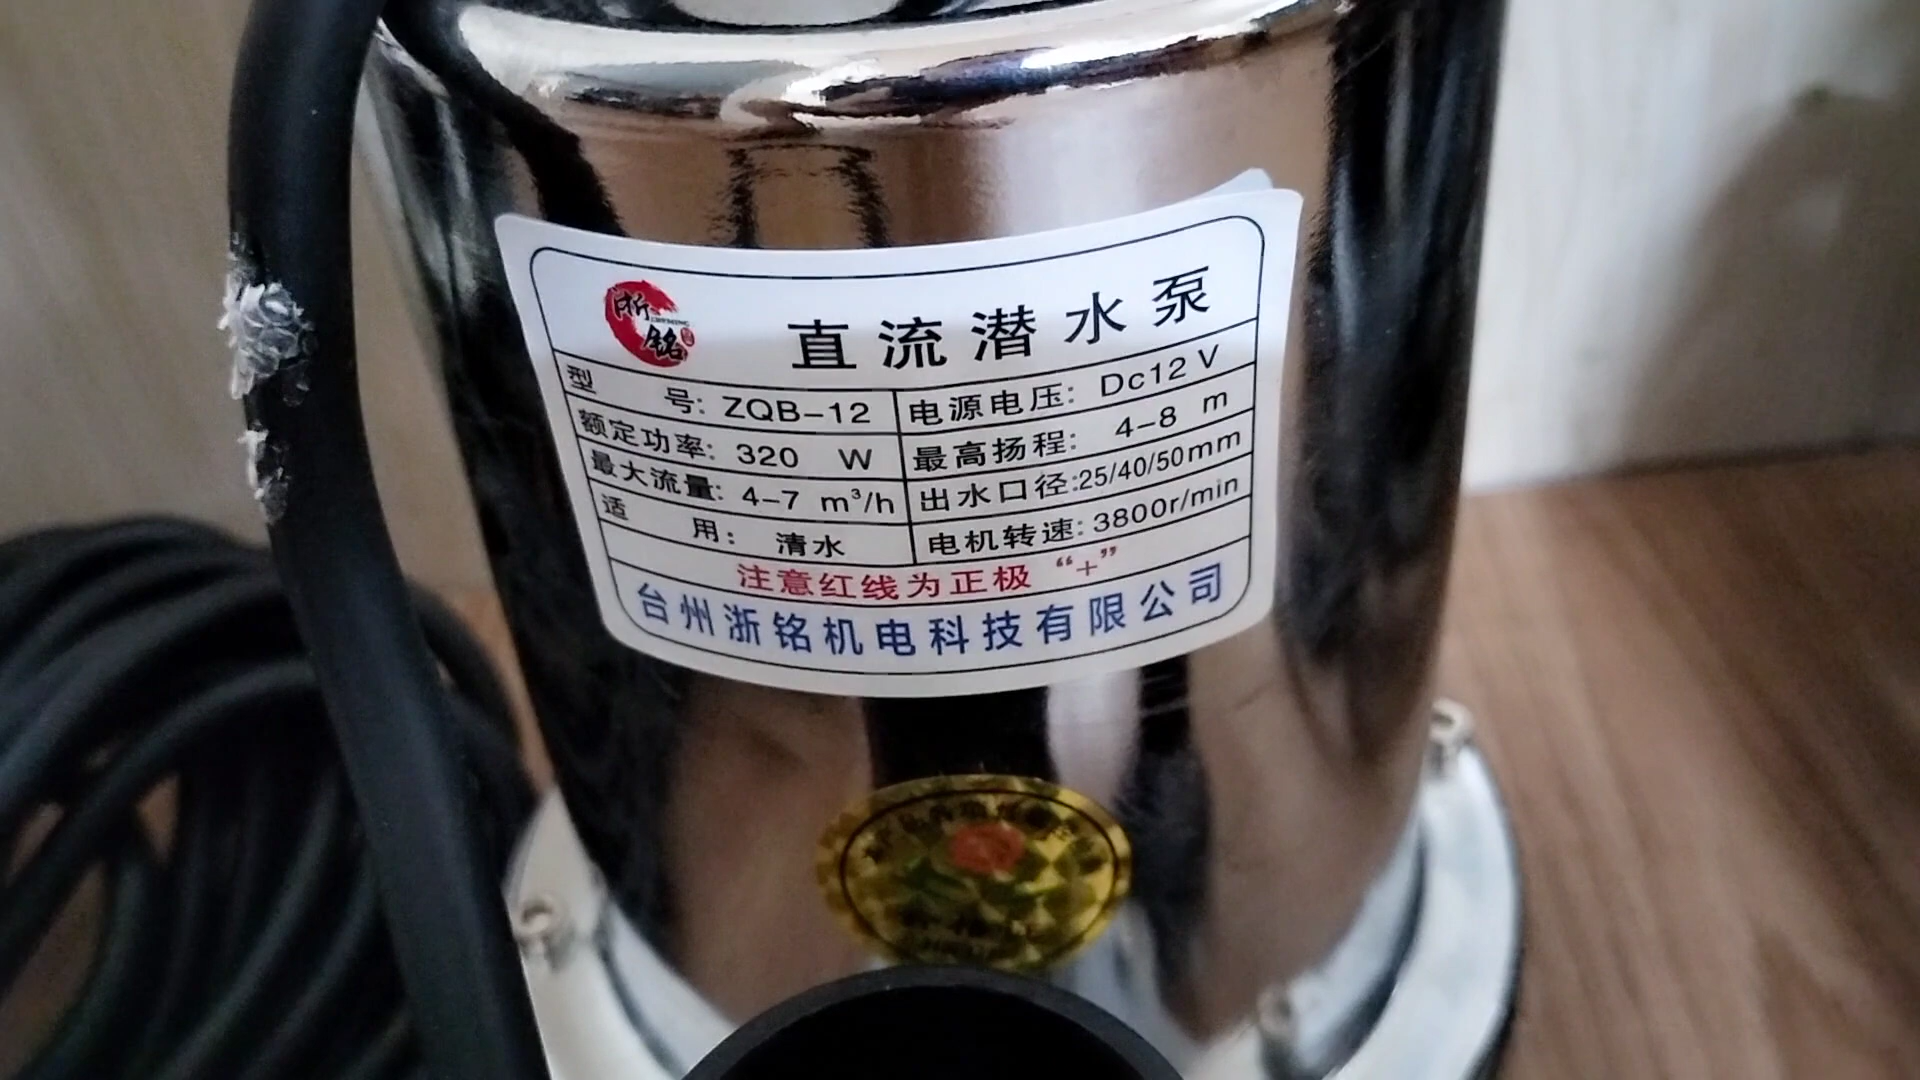 浙铭
直流潜水泵
型号: ZQB-12 电源电压: Dc12 V
额定功率: 320 W 最高扬程: 4-8 m
最大流量: 4-7 m³/h 出水口径:25/40/50mm
适用: 清水 电机转速: 3800r/min
注意红线为正极“+”
台州浙铭机电科技有限公司